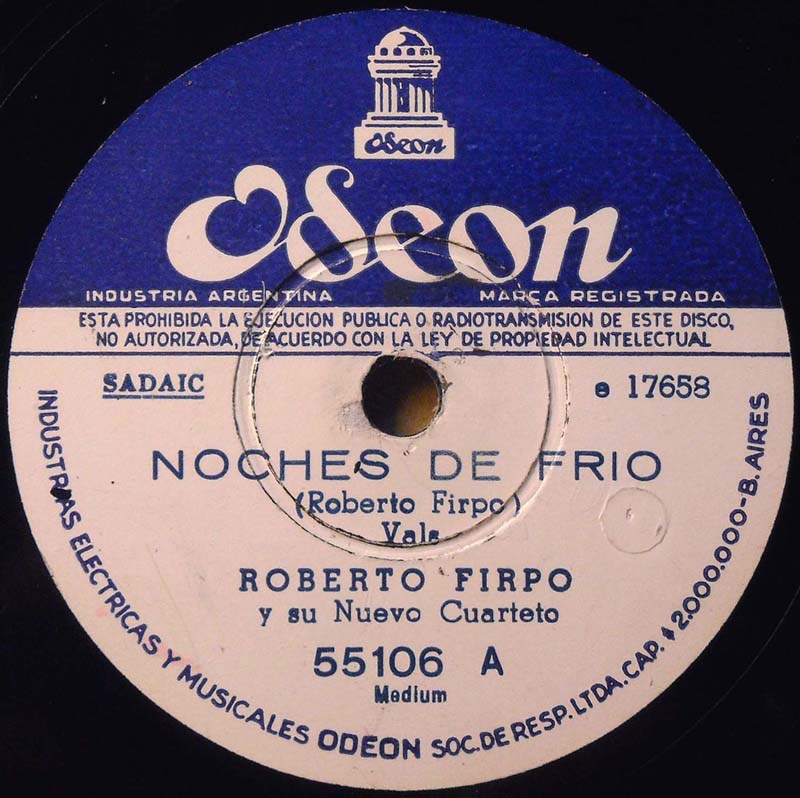 Odeon
Odeon
INDUSTRIA ARGENTINA MARCA REGISTRADA
ESTA PROHIBIDA LA EJECUCION PUBLICA O RADIOTRANSMISION DE ESTE DISCO,
NO AUTORIZADA, DE ACUERDO CON LA LEY DE PROPIEDAD INTELECTUAL
SADAIC e 17658
NOCHES DE FRIO
(Roberto Firpo)
Vals
ROBERTO FIRPO
y su Nuevo Cuarteto
55106 A
Medium
INDUSTRIAS ELECTRICAS Y MUSICALES ODEON SOC. DE RESP. LTDA. CAP. $ 2.000.000-B. AIRES